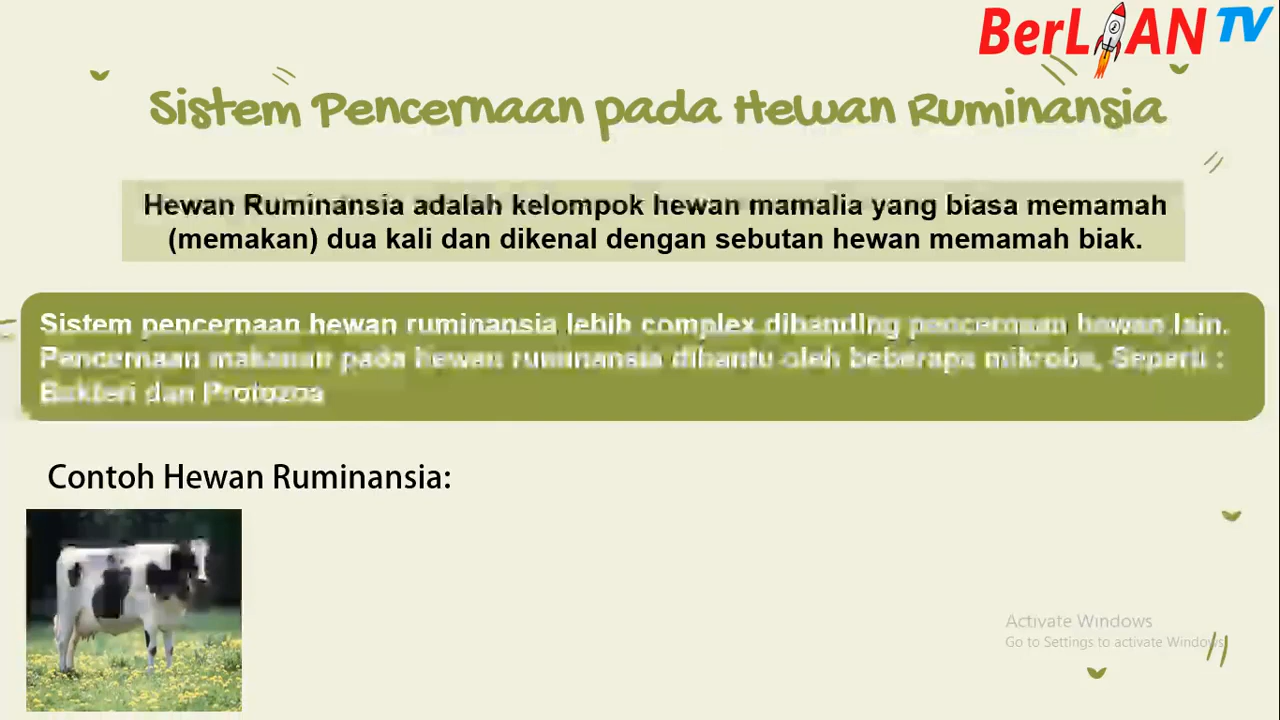 BerLIAN TV
Sistem Pencernaan pada Hewan Ruminansia
Hewan Ruminansia adalah kelompok hewan mamalia yang biasa memamah
(memakan) dua kali dan dikenal dengan sebutan hewan memamah biak.
Sistem pencernaan hewan ruminansia lebih complex dibanding pencernaan hewan lain.
Pencernaan makanan pada hewan ruminansia dibantu oleh beberapa mikroba, Seperti :
Bakteri dan Protozoa
Contoh Hewan Ruminansia:
Activate Windows
Go to Settings to activate Windows.